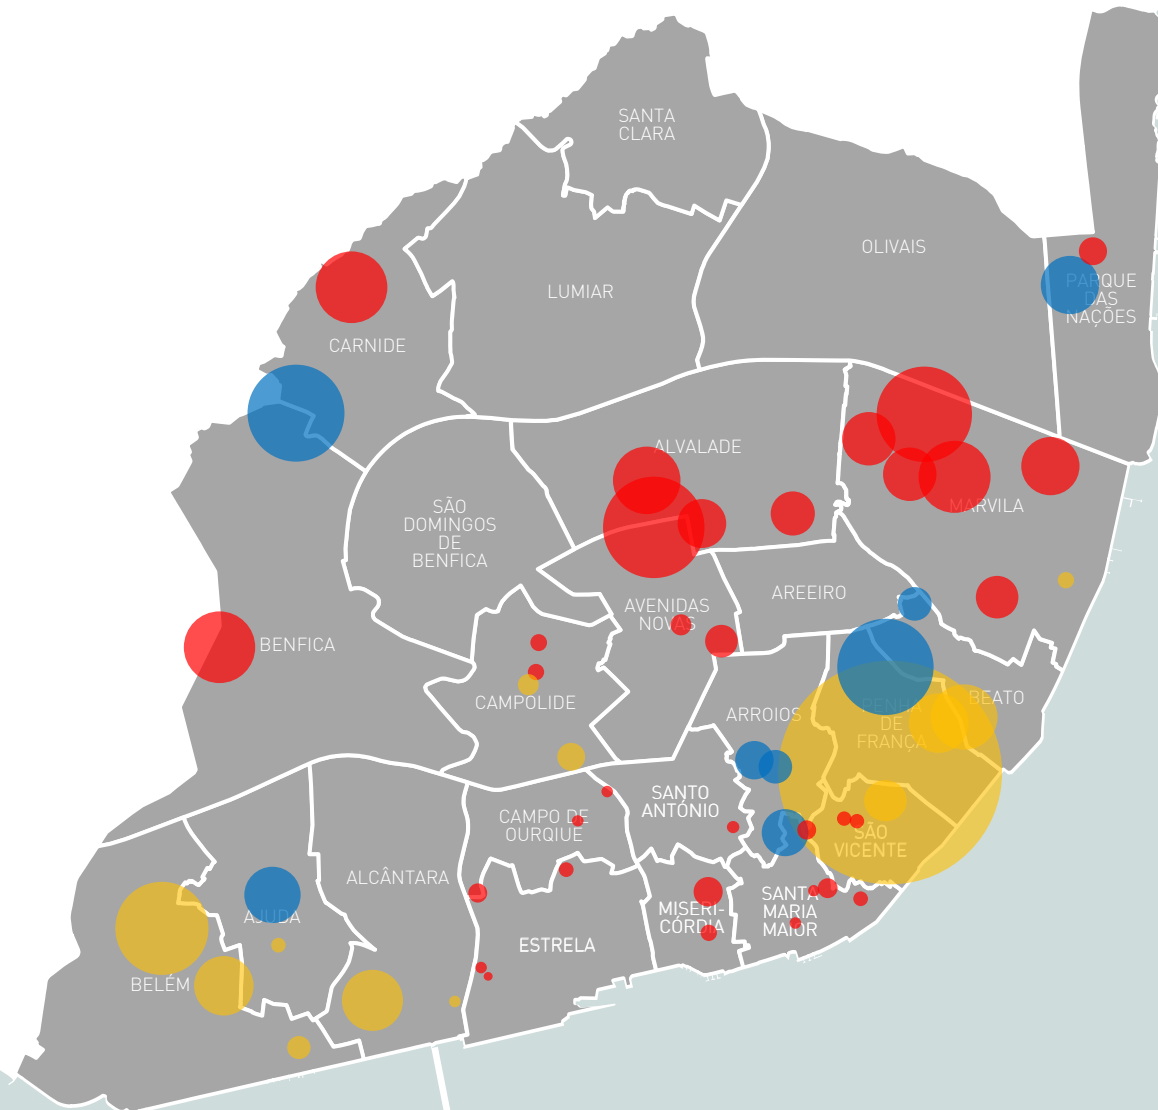 SANTA
CLARA
OLIVAIS
LUMIAR
PARQUE
DAS
NAÇÕES
CARNIDE
ALVALADE
SÃO
DOMINGOS
DE
BENFICA
MARVILA
AREEIRO
AVENIDAS
NOVAS
BENFICA
CAMPOLIDE
ARROIOS
BEATO
PENHA
DE
FRANÇA
SANTO
ANTÓNIO
CAMPO DE
OURQIUE
SÃO
VICENTE
ALCÂNTARA
AJUDA
MISERI-
CÓRDIA
SANTA
MARIA
MAIOR
ESTRELA
BELÉM